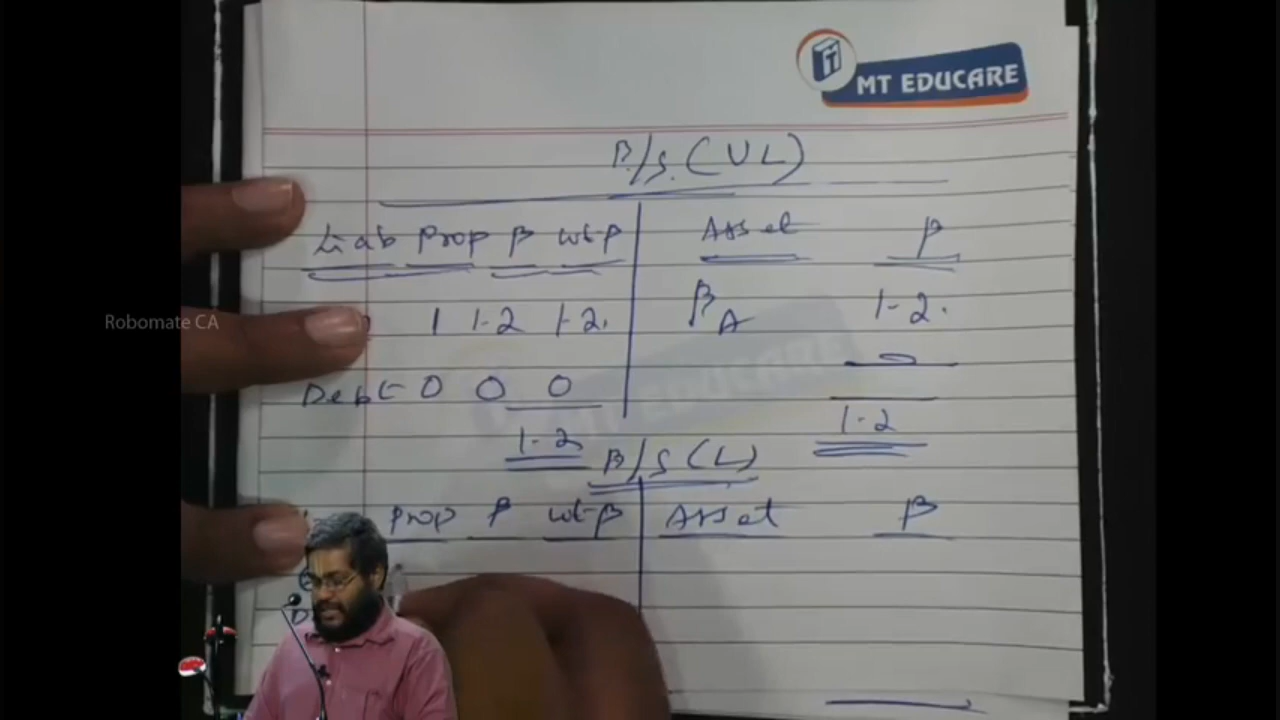 MT EDUCARE
B/S. (UL)
Liab Prop β wt-β Asset β
1 1.2 1.2. β A 1.2.
Robomate CA
0
Debt 0 0 0
1.2 1.2
B/S (L)
Prop β wt-β Asset β